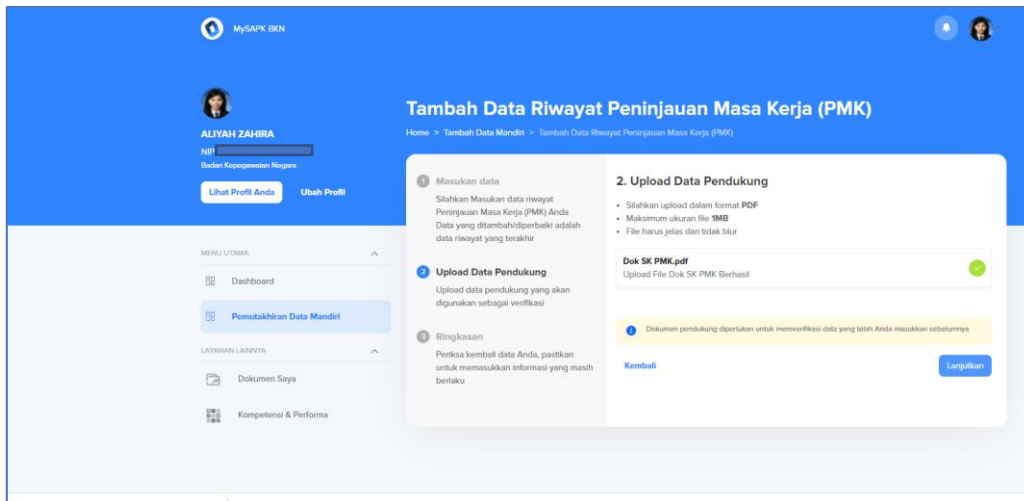 MySAPK BKN
ALIYAH ZAHIRA
NIP
Badan Kepegawaian Negara
Lihat Profil Anda
Ubah Profil
MENU UTAMA
Dashboard
Pemutakhiran Data Mandiri
LAYANAN LAINNYA
Dokumen Saya
Kompetensi & Performa
Tambah Data Riwayat Peninjauan Masa Kerja (PMK)
Home > Tambah Data Mandiri > Tambah Data Riwayat Peninjauan Masa Kerja (PMK)
1 Masukan data
Silahkan Masukan data riwayat
Peninjauan Masa Kerja (PMK) Anda
Data yang ditambah/diperbaiki adalah
data riwayat yang terakhir
2 Upload Data Pendukung
Upload data pendukung yang akan
digunakan sebagai verifikasi
3 Ringkasan
Periksa kembali data Anda, pastikan
untuk memasukkan informasi yang masih
berlaku
2. Upload Data Pendukung
• Silahkan upload dalam format PDF
• Maksimum ukuran file 1MB
• File harus jelas dan tidak blur
Dok SK PMK.pdf
Upload File Dok SK PMK Berhasil
Dokumen pendukung diperlukan untuk memverifikasi data yang telah Anda masukkan sebelumnya
Kembali
Lanjutkan